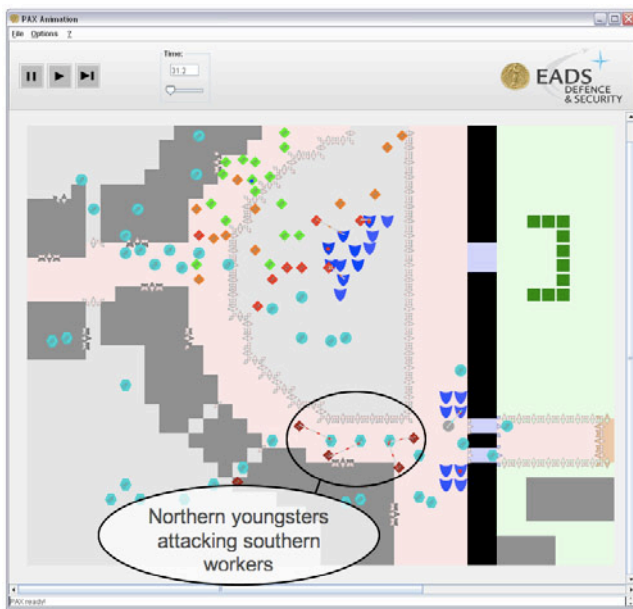 PAX Animation
File Options ?
Time:
31.2
EADS
DEFENCE
& SECURITY
Northern youngsters
attacking southern
workers
PAX ready!